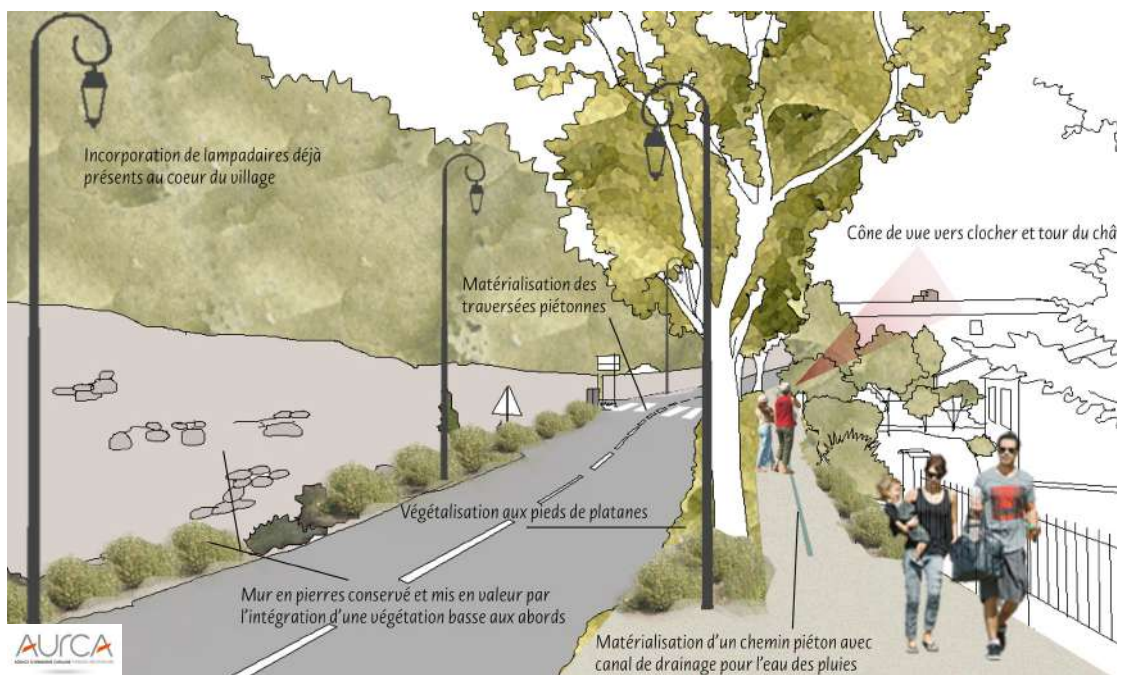 Incorporation de lampadaires déjà
présents au coeur du village
Cône de vue vers clocher et tour du châ
Matérialisation des
traversées piétonnes
Végétalisation aux pieds de platanes
Mur en pierres conservé et mis en valeur par
l'intégration d'une végétation basse aux abords
Matérialisation d'un chemin piéton avec
canal de drainage pour l'eau des pluies
AURCA